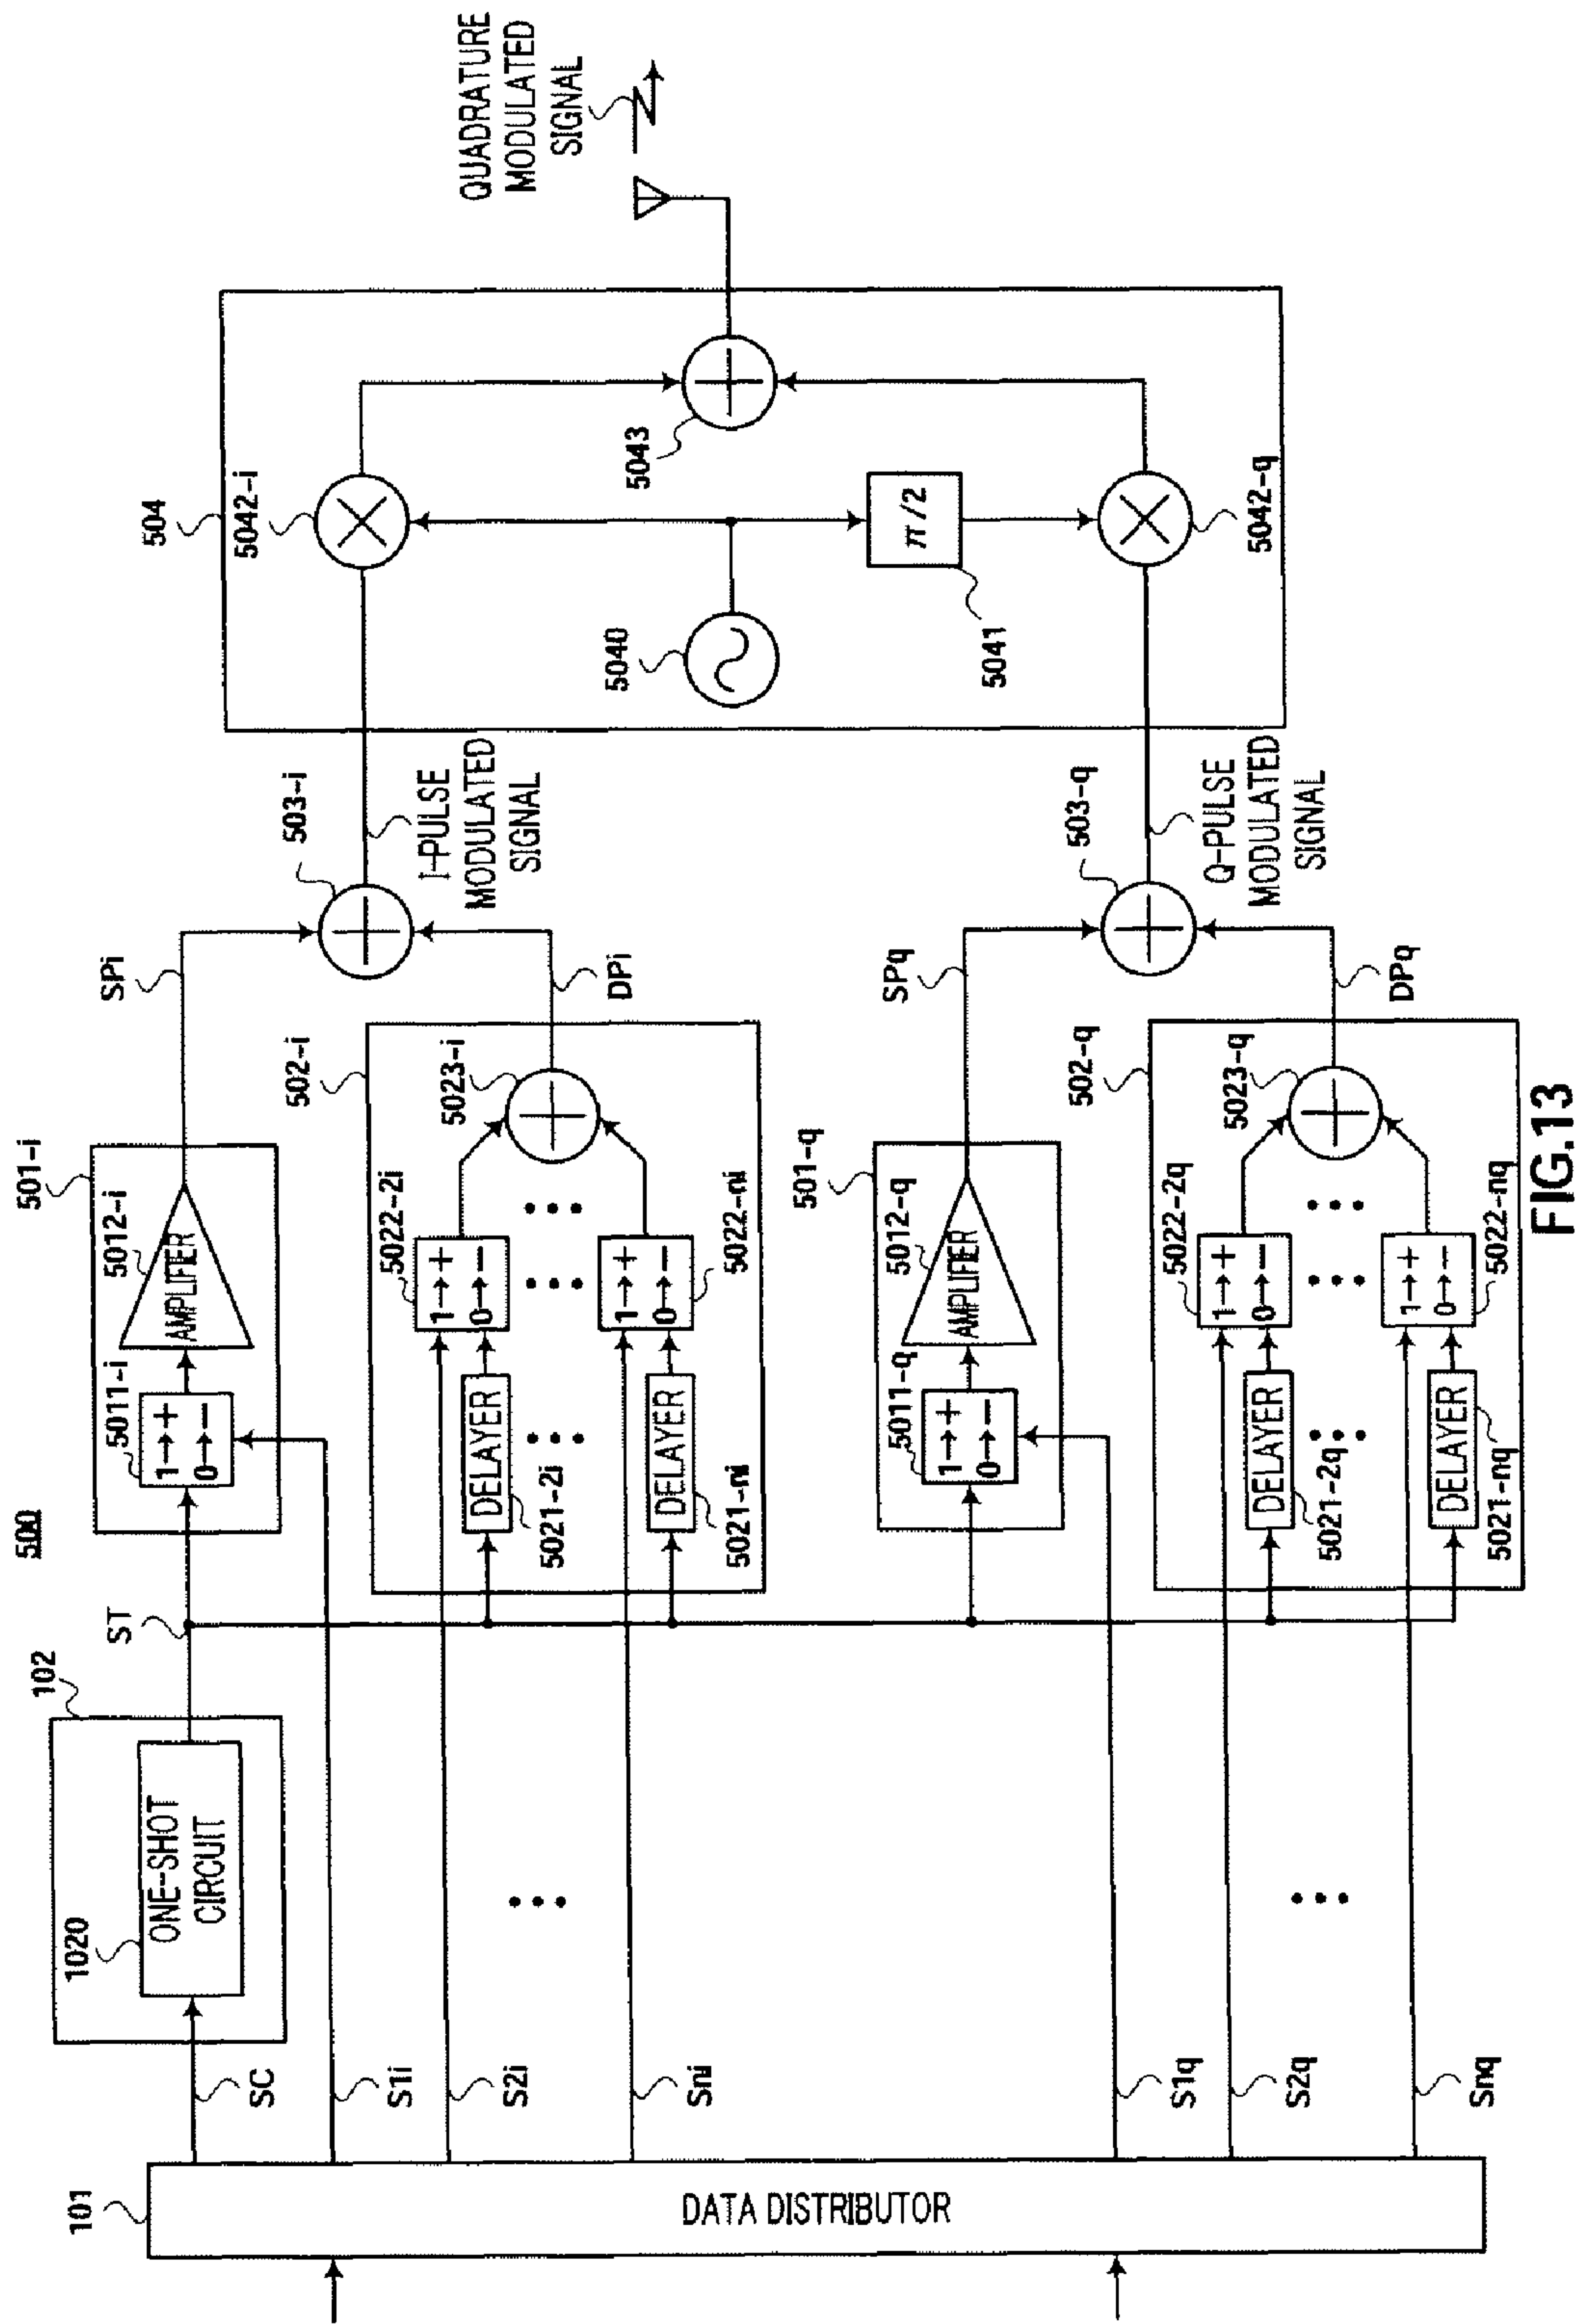 500
101
DATA DISTRIBUTOR
SC
S1i
S2i
Sni
S1q
S2q
Snq
102
1020
ONE-SHOT
CIRCUIT
ST
501-i
5011-i
1→+
0→−
5012-i
AMPLIFIER
SPi
502-i
5021-2i
DELAYER
5021-ni
DELAYER
5022-2i
1→+
0→−
5022-ni
1→+
0→−
5023-i
DPi
503-i
I-PULSE
MODULATED
SIGNAL
501-q
5011-q
1→+
0→−
5012-q
AMPLIFIER
SPq
502-q
5021-2q
DELAYER
5021-nq
DELAYER
5022-2q
1→+
0→−
5022-nq
1→+
0→−
5023-q
DPq
503-q
Q-PULSE
MODULATED
SIGNAL
504
5042-i
5040
5041
π/2
5043
5042-q
QUADRATURE
MODULATED
SIGNAL
FIG.13